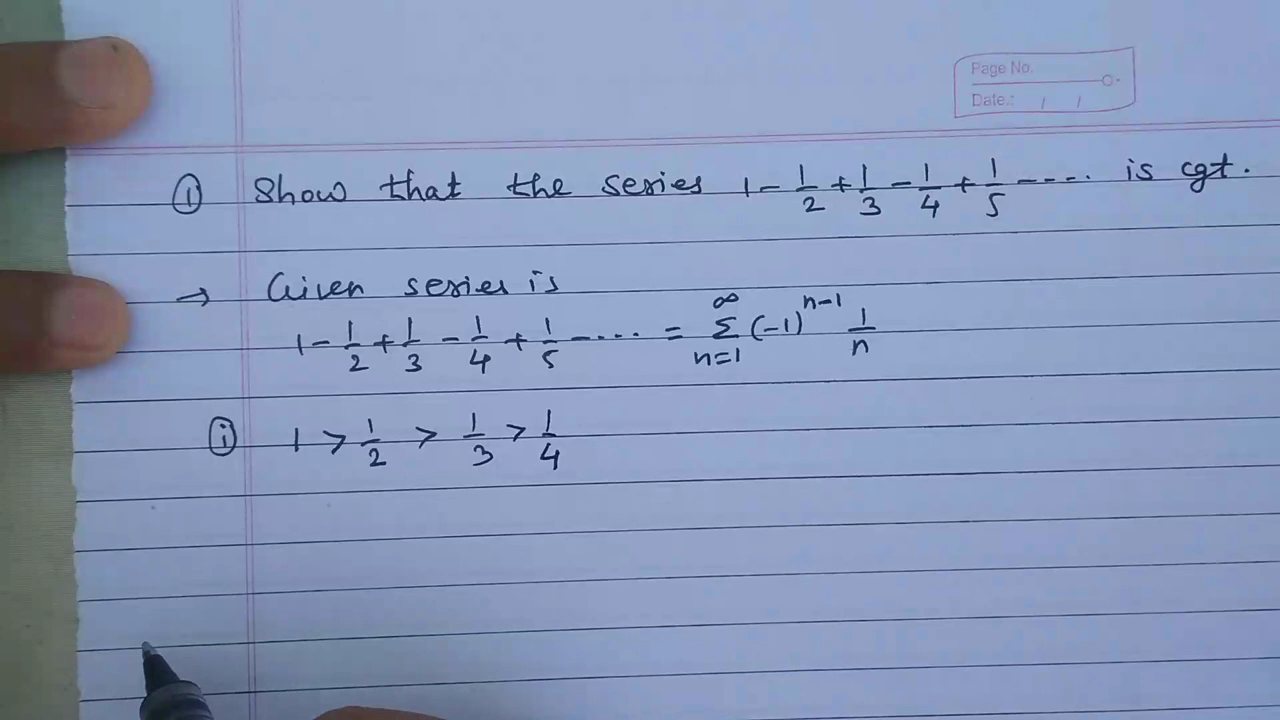 Page No.
Date.: / /
① Show that the series 1 - 1/2 + 1/3 - 1/4 + 1/5 - .... is cgt.
→ Given series is
1 - 1/2 + 1/3 - 1/4 + 1/5 - .... = ∞ Σ n=1 (-1)^(n-1) 1/n
ⓘ 1 > 1/2 > 1/3 > 1/4